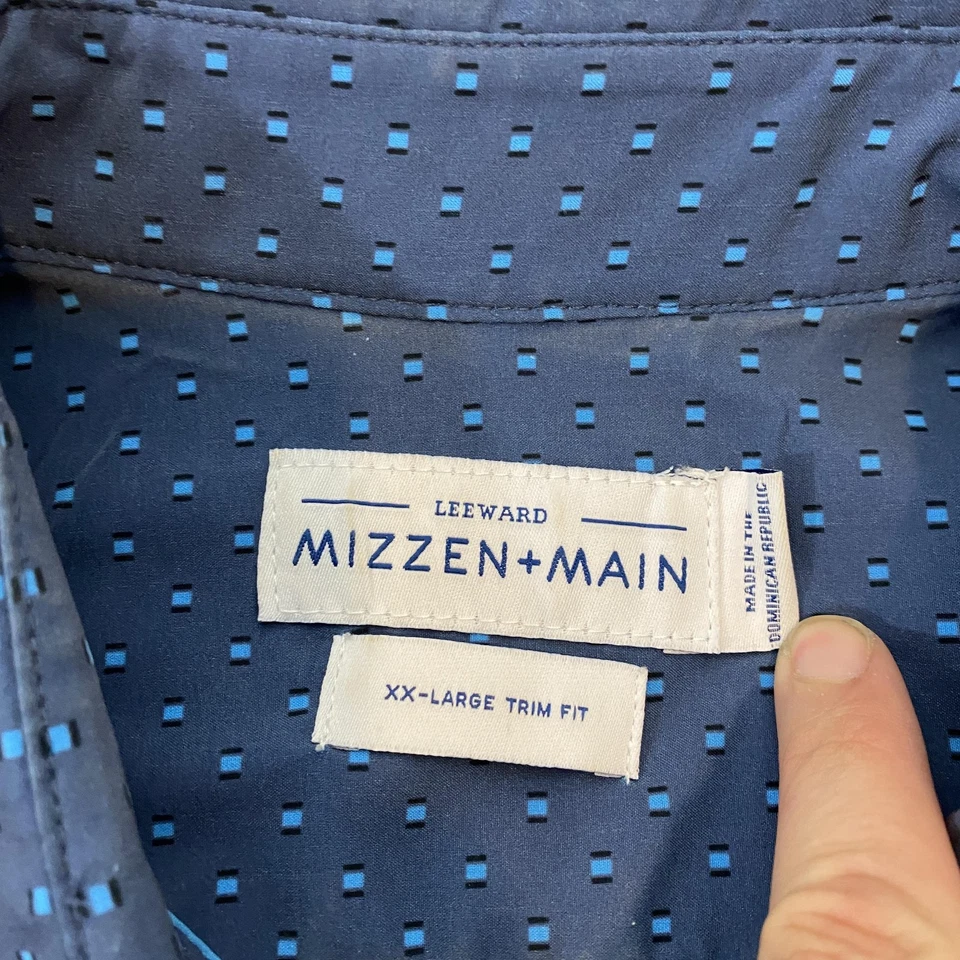 LEEWARD
MIZZEN+MAIN
MADE IN THE
DOMINICAN REPUBLIC
XX-LARGE TRIM FIT